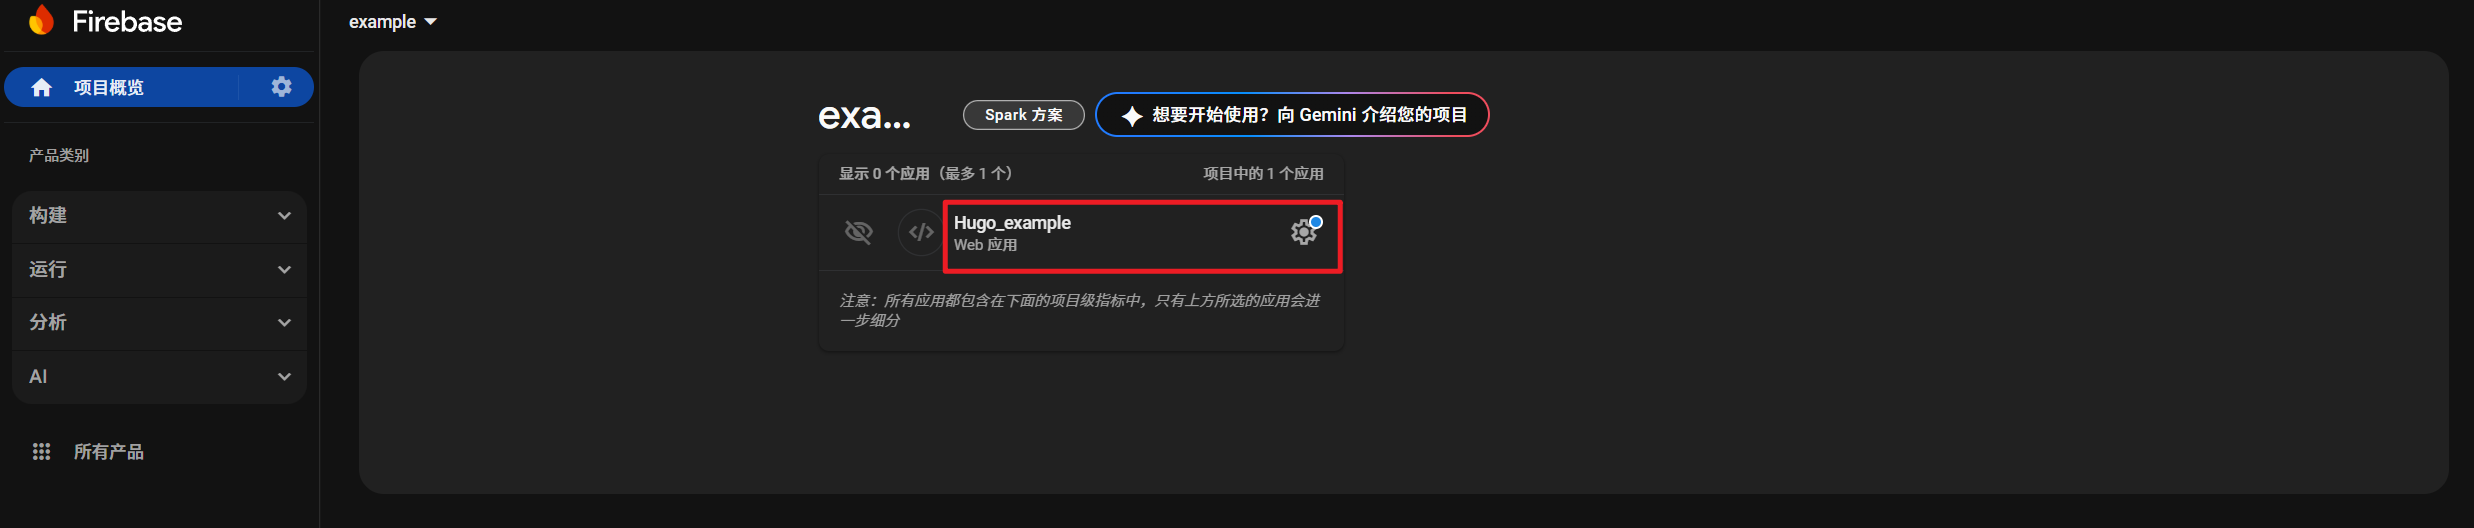 Firebase
example
项目概览
产品类别
构建
运行
分析
AI
所有产品
exa...
Spark 方案
想要开始使用？向 Gemini 介绍您的项目
显示 0 个应用（最多 1 个）
项目中的 1 个应用
Hugo_example
Web 应用
注意：所有应用都包含在下面的项目级指标中，只有上方所选的应用会进
一步细分